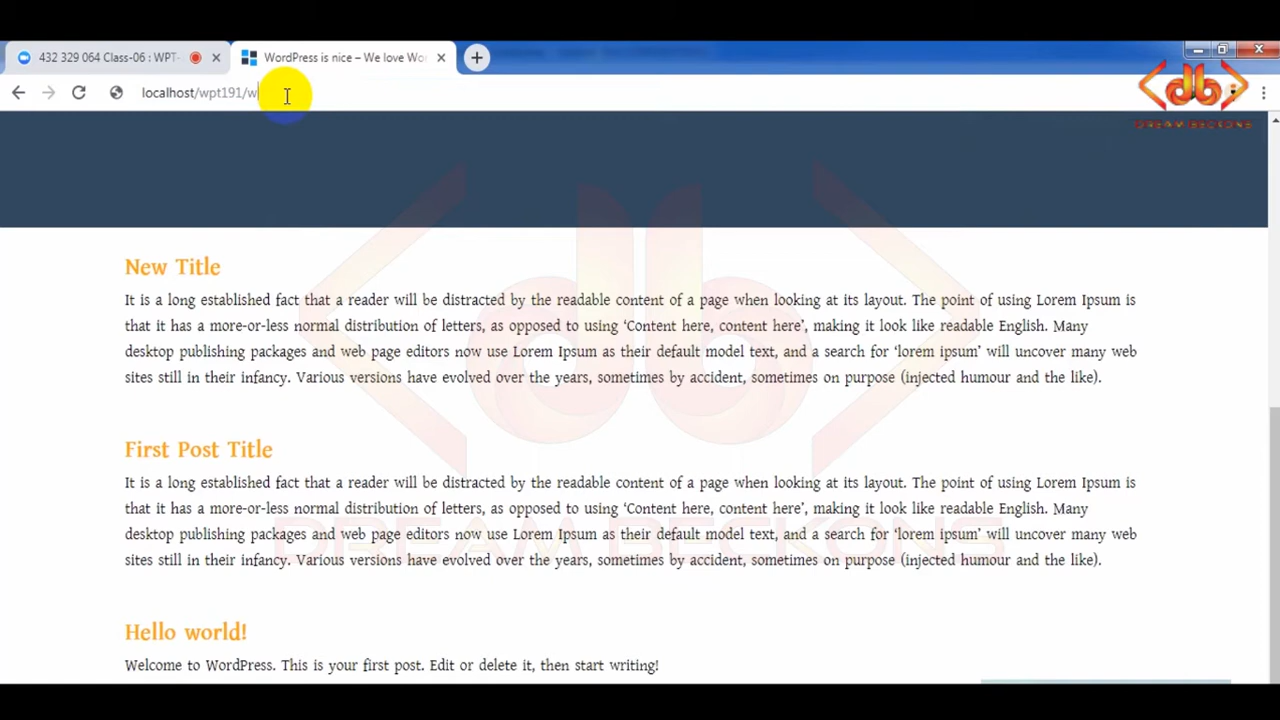 432 329 064 Class-06 : WPT-
WordPress is nice – We love Wor
localhost/wpt191/w
db
DREAM BECKONS
New Title
It is a long established fact that a reader will be distracted by the readable content of a page when looking at its layout. The point of using Lorem Ipsum is
that it has a more-or-less normal distribution of letters, as opposed to using ‘Content here, content here’, making it look like readable English. Many
desktop publishing packages and web page editors now use Lorem Ipsum as their default model text, and a search for ‘lorem ipsum’ will uncover many web
sites still in their infancy. Various versions have evolved over the years, sometimes by accident, sometimes on purpose (injected humour and the like).
First Post Title
It is a long established fact that a reader will be distracted by the readable content of a page when looking at its layout. The point of using Lorem Ipsum is
that it has a more-or-less normal distribution of letters, as opposed to using ‘Content here, content here’, making it look like readable English. Many
desktop publishing packages and web page editors now use Lorem Ipsum as their default model text, and a search for ‘lorem ipsum’ will uncover many web
DREAM BECKONS
sites still in their infancy. Various versions have evolved over the years, sometimes by accident, sometimes on purpose (injected humour and the like).
Hello world!
Welcome to WordPress. This is your first post. Edit or delete it, then start writing!